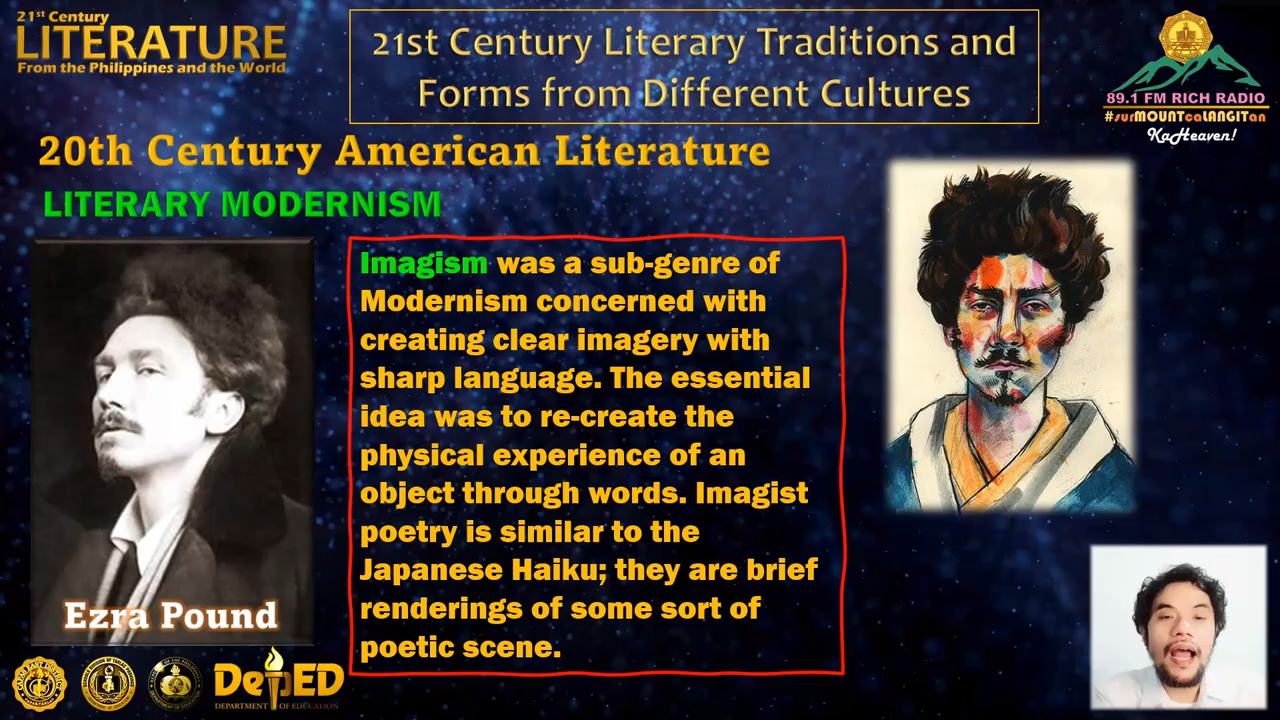 21st Century
LITERATURE
From the Philippines and the World
21st Century Literary Traditions and
Forms from Different Cultures
89.1 FM RICH RADIO
#surMOUNTcaLANGITan
KaHeaven!
20th Century American Literature
LITERARY MODERNISM
Imagism was a sub-genre of
Modernism concerned with
creating clear imagery with
sharp language. The essential
idea was to re-create the
physical experience of an
object through words. Imagist
poetry is similar to the
Japanese Haiku; they are brief
renderings of some sort of
poetic scene.
Ezra Pound
DepED
DEPARTMENT OF EDUCATION